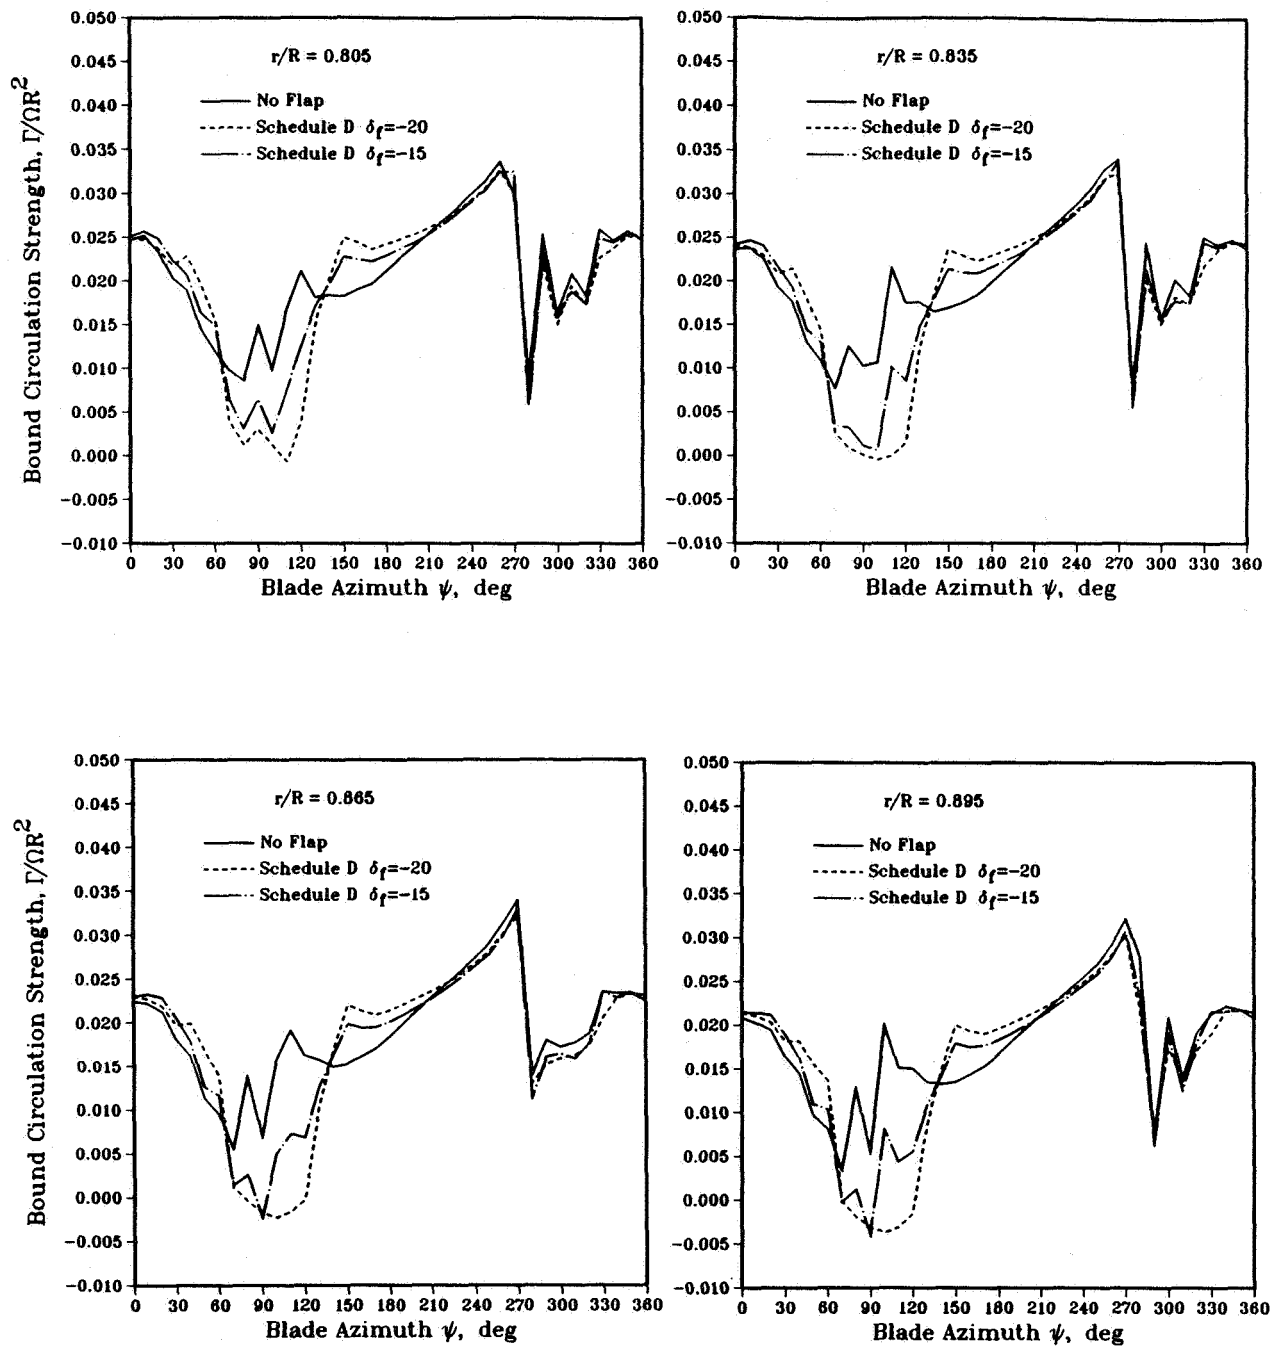 0.050
0.045
0.040
0.035
0.030
0.025
0.020
0.015
0.010
0.005
0.000
−0.005
−0.010
Bound Circulation Strength, Γ/ΩR²
r/R = 0.805
No Flap
Schedule D δf=−20
Schedule D δf=−15
0 30 60 90 120 150 180 210 240 270 300 330 360
Blade Azimuth ψ, deg
0.050
0.045
0.040
0.035
0.030
0.025
0.020
0.015
0.010
0.005
0.000
−0.005
−0.010
r/R = 0.835
No Flap
Schedule D δf=−20
Schedule D δf=−15
0 30 60 90 120 150 180 210 240 270 300 330 360
Blade Azimuth ψ, deg
0.050
0.045
0.040
0.035
0.030
0.025
0.020
0.015
0.010
0.005
0.000
−0.005
−0.010
Bound Circulation Strength, Γ/ΩR²
r/R = 0.865
No Flap
Schedule D δf=−20
Schedule D δf=−15
0 30 60 90 120 150 180 210 240 270 300 330 360
Blade Azimuth ψ, deg
0.050
0.045
0.040
0.035
0.030
0.025
0.020
0.015
0.010
0.005
0.000
−0.005
−0.010
r/R = 0.895
No Flap
Schedule D δf=−20
Schedule D δf=−15
0 30 60 90 120 150 180 210 240 270 300 330 360
Blade Azimuth ψ, deg